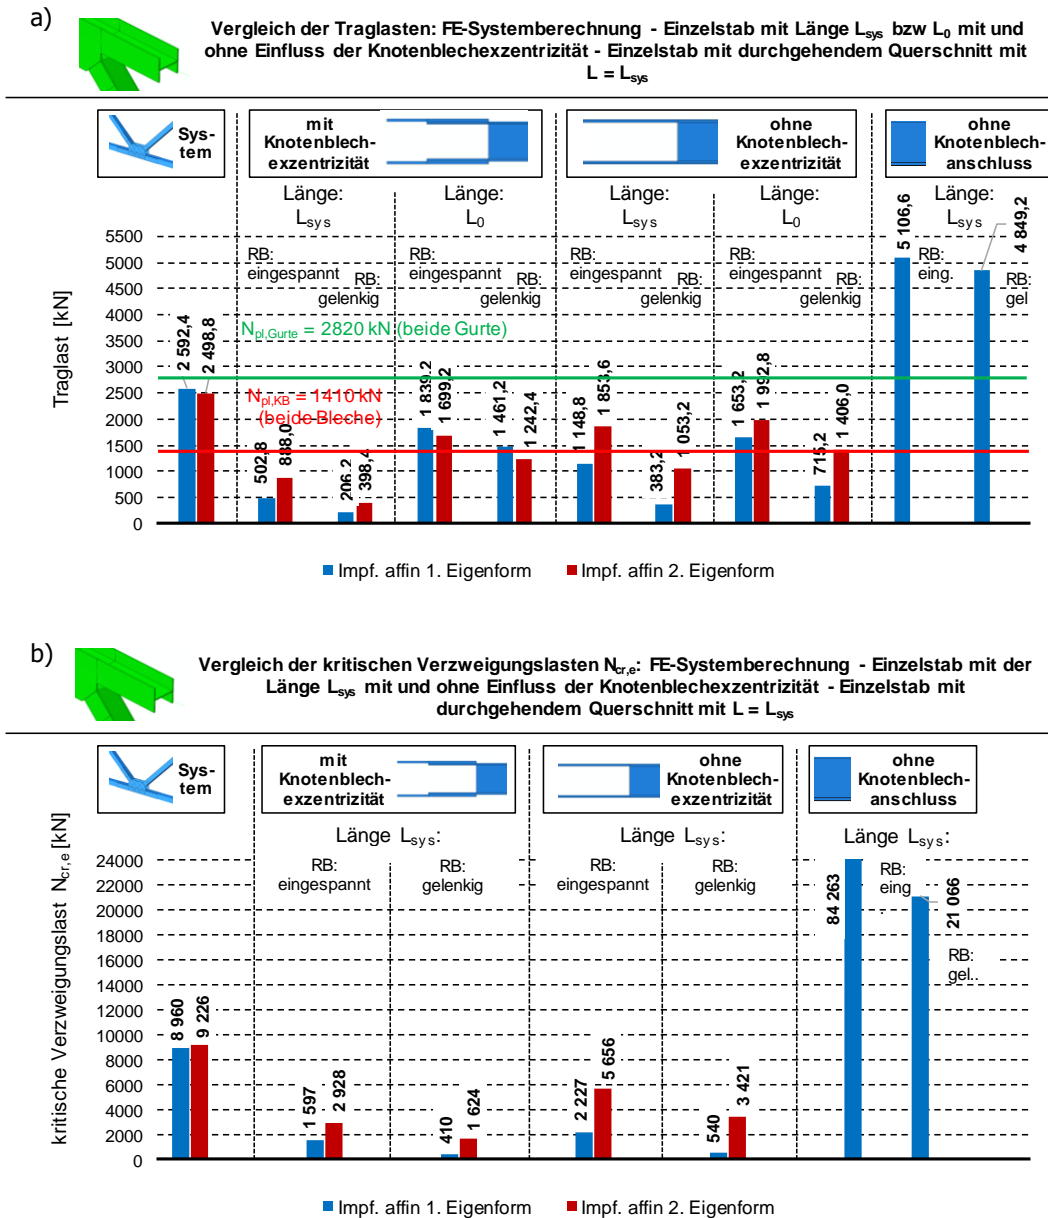 a)
Vergleich der Traglasten: FE-Systemberechnung - Einzelstab mit Länge Lsys bzw L0 mit und
ohne Einfluss der Knotenblechexzentrizität - Einzelstab mit durchgehendem Querschnitt mit
L = Lsys
Sys-
tem
mit
Knotenblech-
exzentrizität
ohne
Knotenblech-
exzentrizität
ohne
Knotenblech-
anschluss
Länge:
Lsys
Länge:
L0
Länge:
Lsys
Länge:
L0
Länge:
Lsys
RB:
eingespannt
RB:
gelenkig
RB:
eingespannt
RB:
gelenkig
RB:
eingespannt
RB:
gelenkig
RB:
eingespannt
RB:
gelenkig
RB:
eing.
RB:
gel
Traglast [kN]
5500
5000
4500
4000
3500
3000
2500
2000
1500
1000
500
0
Npl,Gurte = 2820 kN (beide Gurte)
Npl,KB = 1410 kN
(beide Bleche)
2 592,4
2 498,8
502,8
888,0
206,2
398,4
1 839,2
1 699,2
1 461,2
1 242,4
1 148,8
1 853,6
383,2
1 053,2
1 653,2
1 992,8
715,2
1 406,0
5 106,6
4 849,2
Impf. affin 1. Eigenform
Impf. affin 2. Eigenform
b)
Vergleich der kritischen Verzweigungslasten Ncr,e: FE-Systemberechnung - Einzelstab mit der
Länge Lsys mit und ohne Einfluss der Knotenblechexzentrizität - Einzelstab mit
durchgehendem Querschnitt mit L = Lsys
Sys-
tem
mit
Knotenblech-
exzentrizität
ohne
Knotenblech-
exzentrizität
ohne
Knotenblech-
anschluss
Länge Lsys:
Länge Lsys:
Länge Lsys:
RB:
eingespannt
RB:
gelenkig
RB:
eingespannt
RB:
gelenkig
RB:
eing
RB:
gel..
kritische Verzweigungslast Ncr,e [kN]
24000
22000
20000
18000
16000
14000
12000
10000
8000
6000
4000
2000
0
8 960
9 226
1 597
2 928
410
1 624
2 227
5 656
540
3 421
84 263
21 066
Impf. affin 1. Eigenform
Impf. affin 2. Eigenform